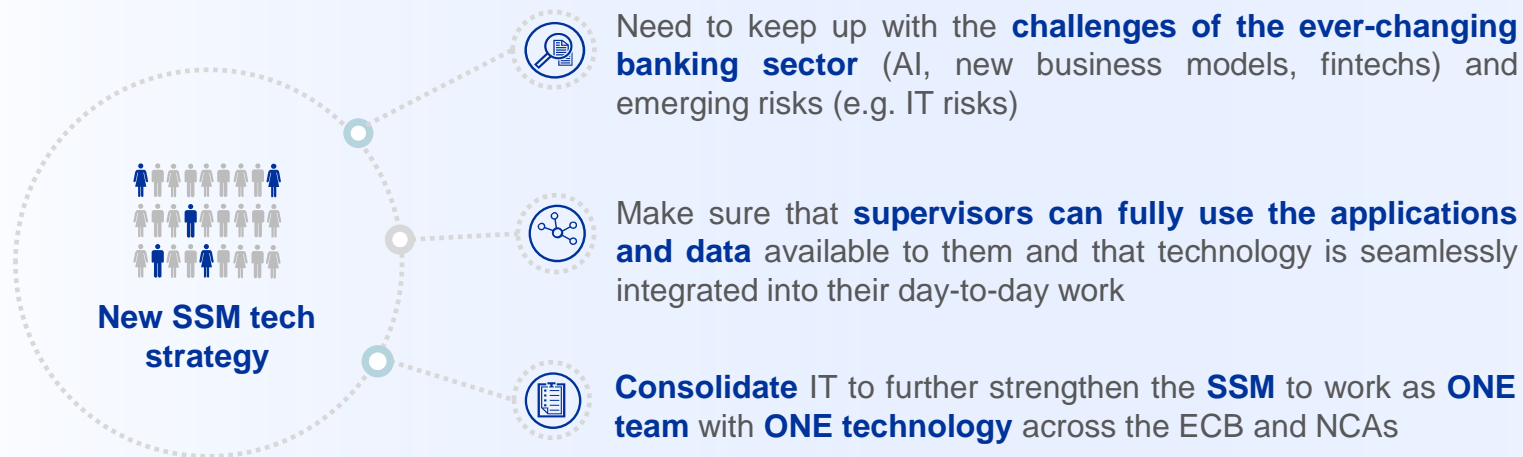 Need to keep up with the challenges of the ever-changing
banking sector (AI, new business models, fintechs) and
emerging risks (e.g. IT risks)
New SSM tech
strategy
Make sure that supervisors can fully use the applications
and data available to them and that technology is seamlessly
integrated into their day-to-day work
Consolidate IT to further strengthen the SSM to work as ONE
team with ONE technology across the ECB and NCAs